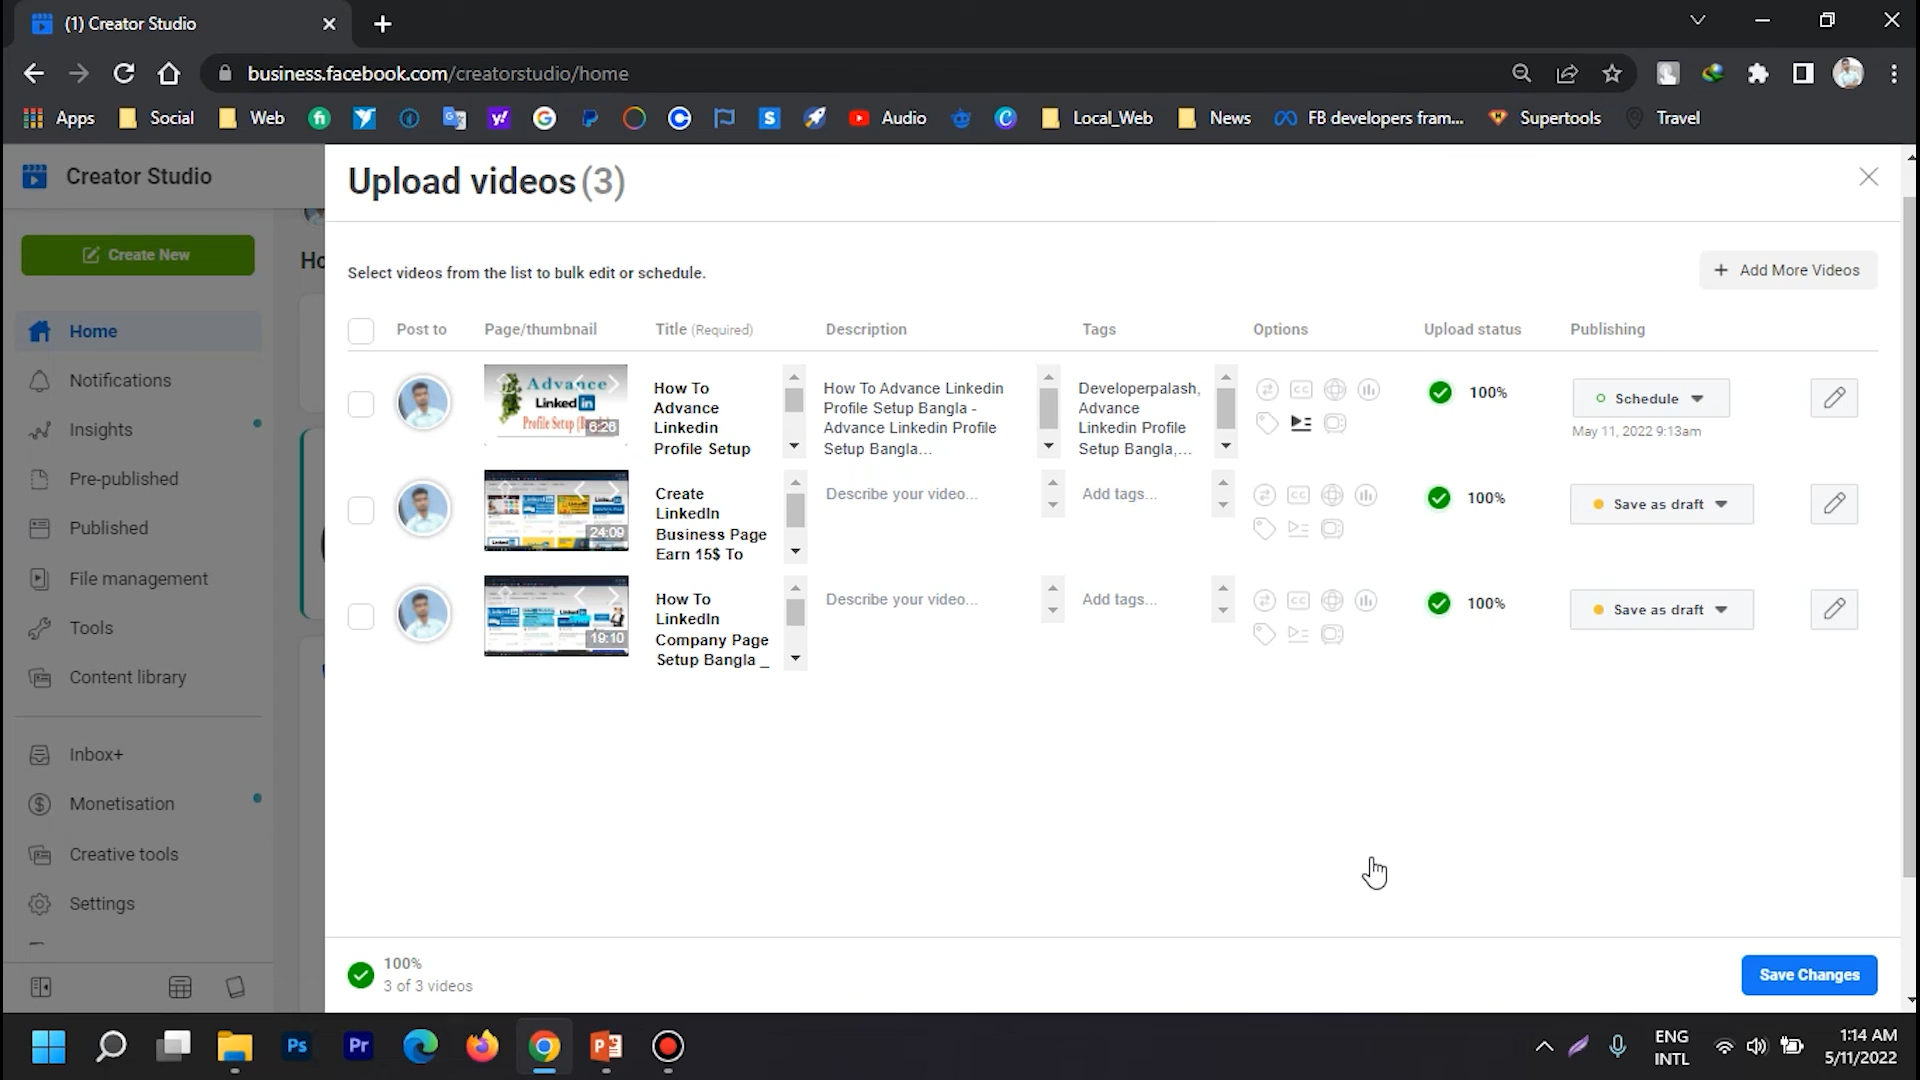 (1) Creator Studio
business.facebook.com/creatorstudio/home
Apps Social Web Audio Local_Web News FB developers fram... Supertools Travel
Creator Studio
Upload videos (3)
Create New
Ho
Select videos from the list to bulk edit or schedule.
+ Add More Videos
Home
Notifications
Insights
Pre-published
Published
File management
Tools
Content library
Inbox+
Monetisation
Creative tools
Settings
Post to Page/thumbnail Title (Required) Description Tags Options Upload status Publishing
Advance
Linked in
Profile Setup [B
6:26
How To
Advance
Linkedin
Profile Setup
How To Advance Linkedin
Profile Setup Bangla -
Advance Linkedin Profile
Setup Bangla...
Developerpalash,
Advance
Linkedin Profile
Setup Bangla,...
CC
100%
Schedule
May 11, 2022 9:13am
24:09
Create
LinkedIn
Business Page
Earn 15$ To
Describe your video...
Add tags...
CC
100%
Save as draft
19:10
How To
LinkedIn
Company Page
Setup Bangla _
Describe your video...
Add tags...
CC
100%
Save as draft
100%
3 of 3 videos
Save Changes
Ps
Pr
ENG
INTL
1:14 AM
5/11/2022